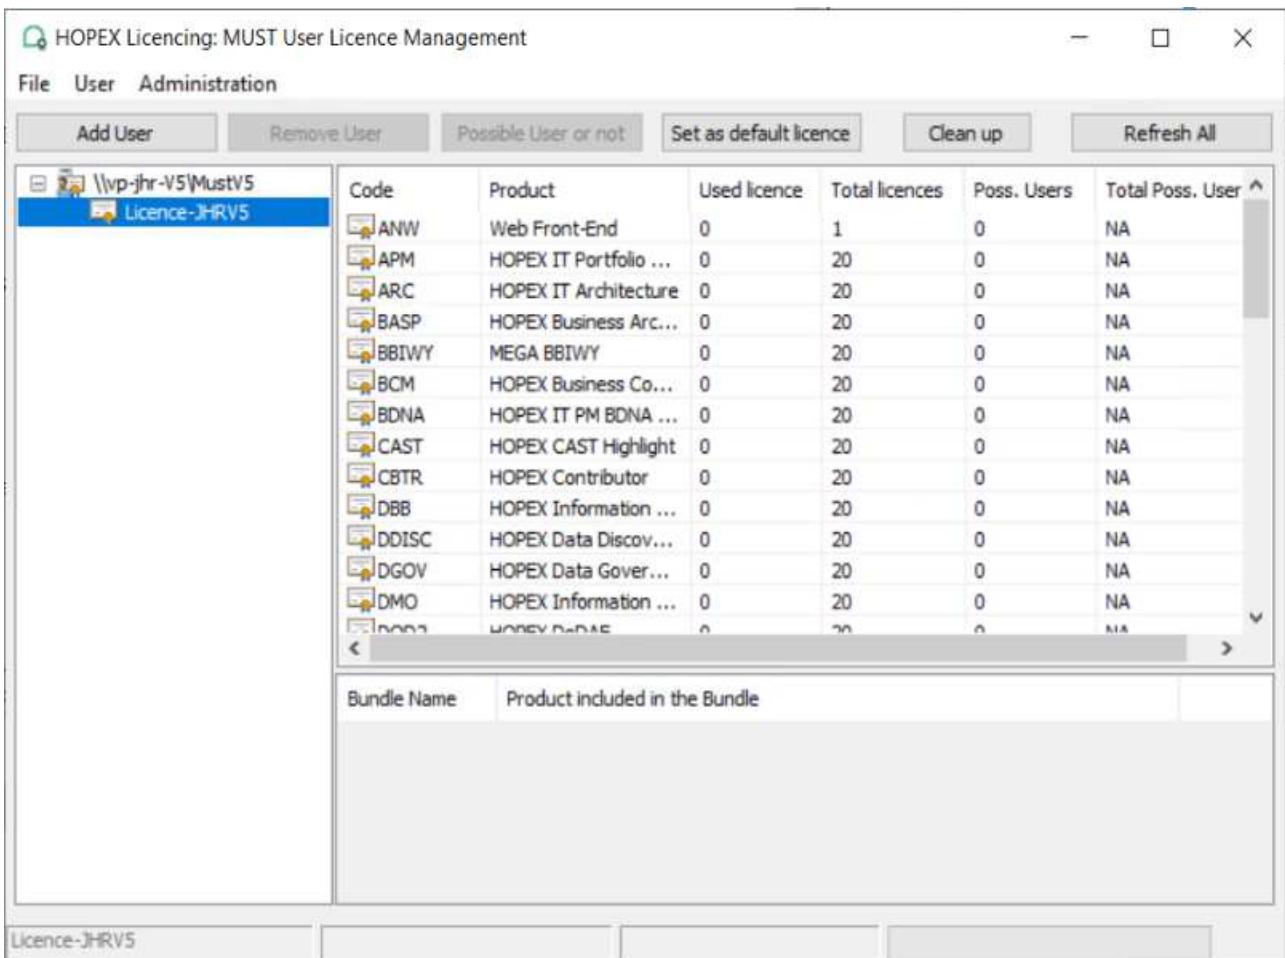 HOPEX Licencing: MUST User Licence Management
File User Administration
Add User Remove User Possible User or not Set as default licence Clean up Refresh All
\\vp-jhr-V5\MustV5
Licence-JHRV5
Code Product Used licence Total licences Poss. Users Total Poss. User
ANW Web Front-End 0 1 0 NA
APM HOPEX IT Portfolio ... 0 20 0 NA
ARC HOPEX IT Architecture 0 20 0 NA
BASP HOPEX Business Arc... 0 20 0 NA
BBIWY MEGA BBIWY 0 20 0 NA
BCM HOPEX Business Co... 0 20 0 NA
BDNA HOPEX IT PM BDNA ... 0 20 0 NA
CAST HOPEX CAST Highlight 0 20 0 NA
CBTR HOPEX Contributor 0 20 0 NA
DBB HOPEX Information ... 0 20 0 NA
DDISC HOPEX Data Discov... 0 20 0 NA
DGOV HOPEX Data Gover... 0 20 0 NA
DMO HOPEX Information ... 0 20 0 NA
HOPEX DoDAF 0 20 0 NA
Bundle Name Product included in the Bundle
Licence-JHRV5